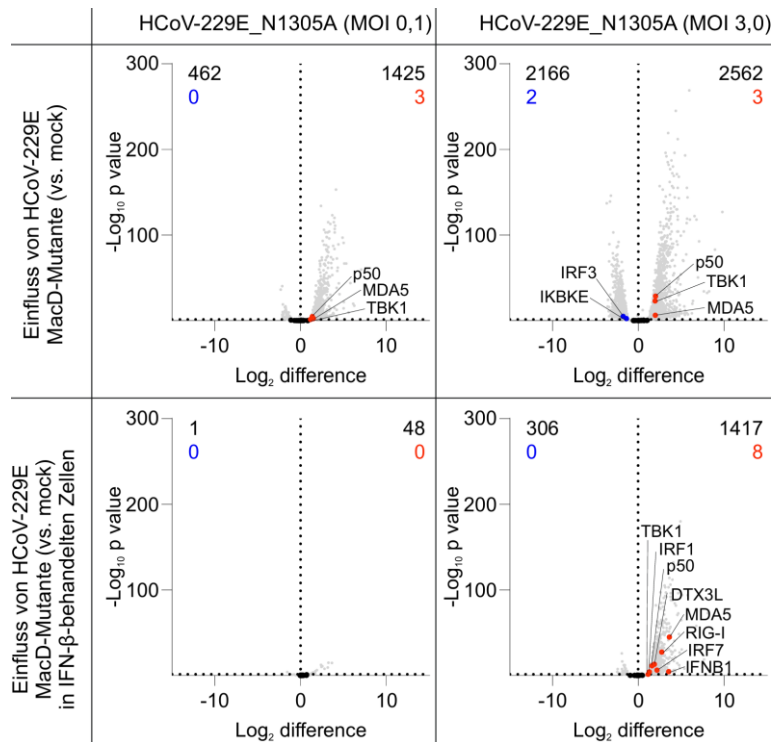 HCoV-229E_N1305A (MOI 0,1)
HCoV-229E_N1305A (MOI 3,0)
Einfluss von HCoV-229E
MacD-Mutante (vs. mock)
-Log10 p value
300
200
100
462
0
1425
3
p50
MDA5
TBK1
-10
0
10
Log2 difference
-Log10 p value
300
200
100
2166
2
2562
3
IRF3
IKBKE
p50
TBK1
MDA5
-10
0
10
Log2 difference
Einfluss von HCoV-229E
MacD-Mutante (vs. mock)
in IFN-β-behandelten Zellen
-Log10 p value
300
200
100
1
0
48
0
-10
0
10
Log2 difference
-Log10 p value
300
200
100
306
0
1417
8
TBK1
IRF1
p50
DTX3L
MDA5
RIG-I
IRF7
IFNB1
-10
0
10
Log2 difference